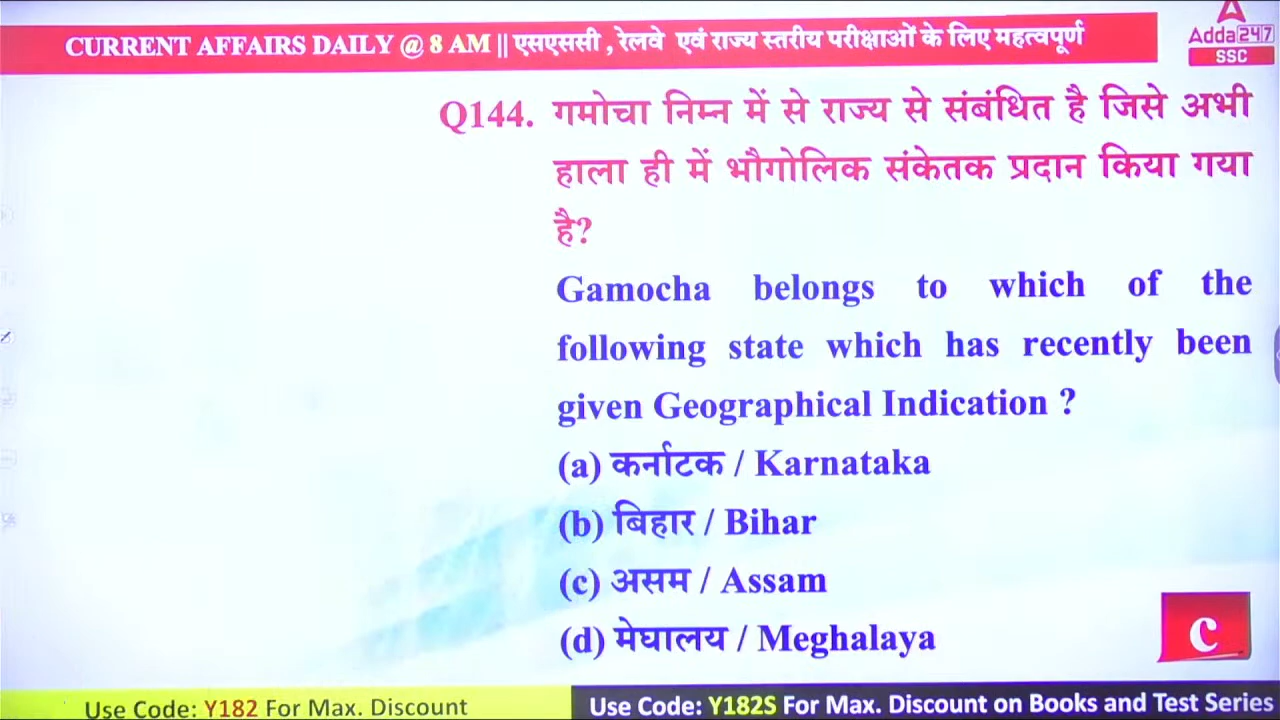 CURRENT AFFAIRS DAILY @ 8 AM || एसएससी , रेलवे एवं राज्य स्तरीय परीक्षाओं के लिए महत्वपूर्ण
Adda247
SSC
Q144. गमोचा निम्न में से राज्य से संबंधित है जिसे अभी
हाला ही में भौगोलिक संकेतक प्रदान किया गया
है?
Gamocha belongs to which of the
following state which has recently been
given Geographical Indication ?
(a) कर्नाटक / Karnataka
(b) बिहार / Bihar
(c) असम / Assam
(d) मेघालय / Meghalaya
c
Use Code: Y182 For Max. Discount
Use Code: Y182S For Max. Discount on Books and Test Series